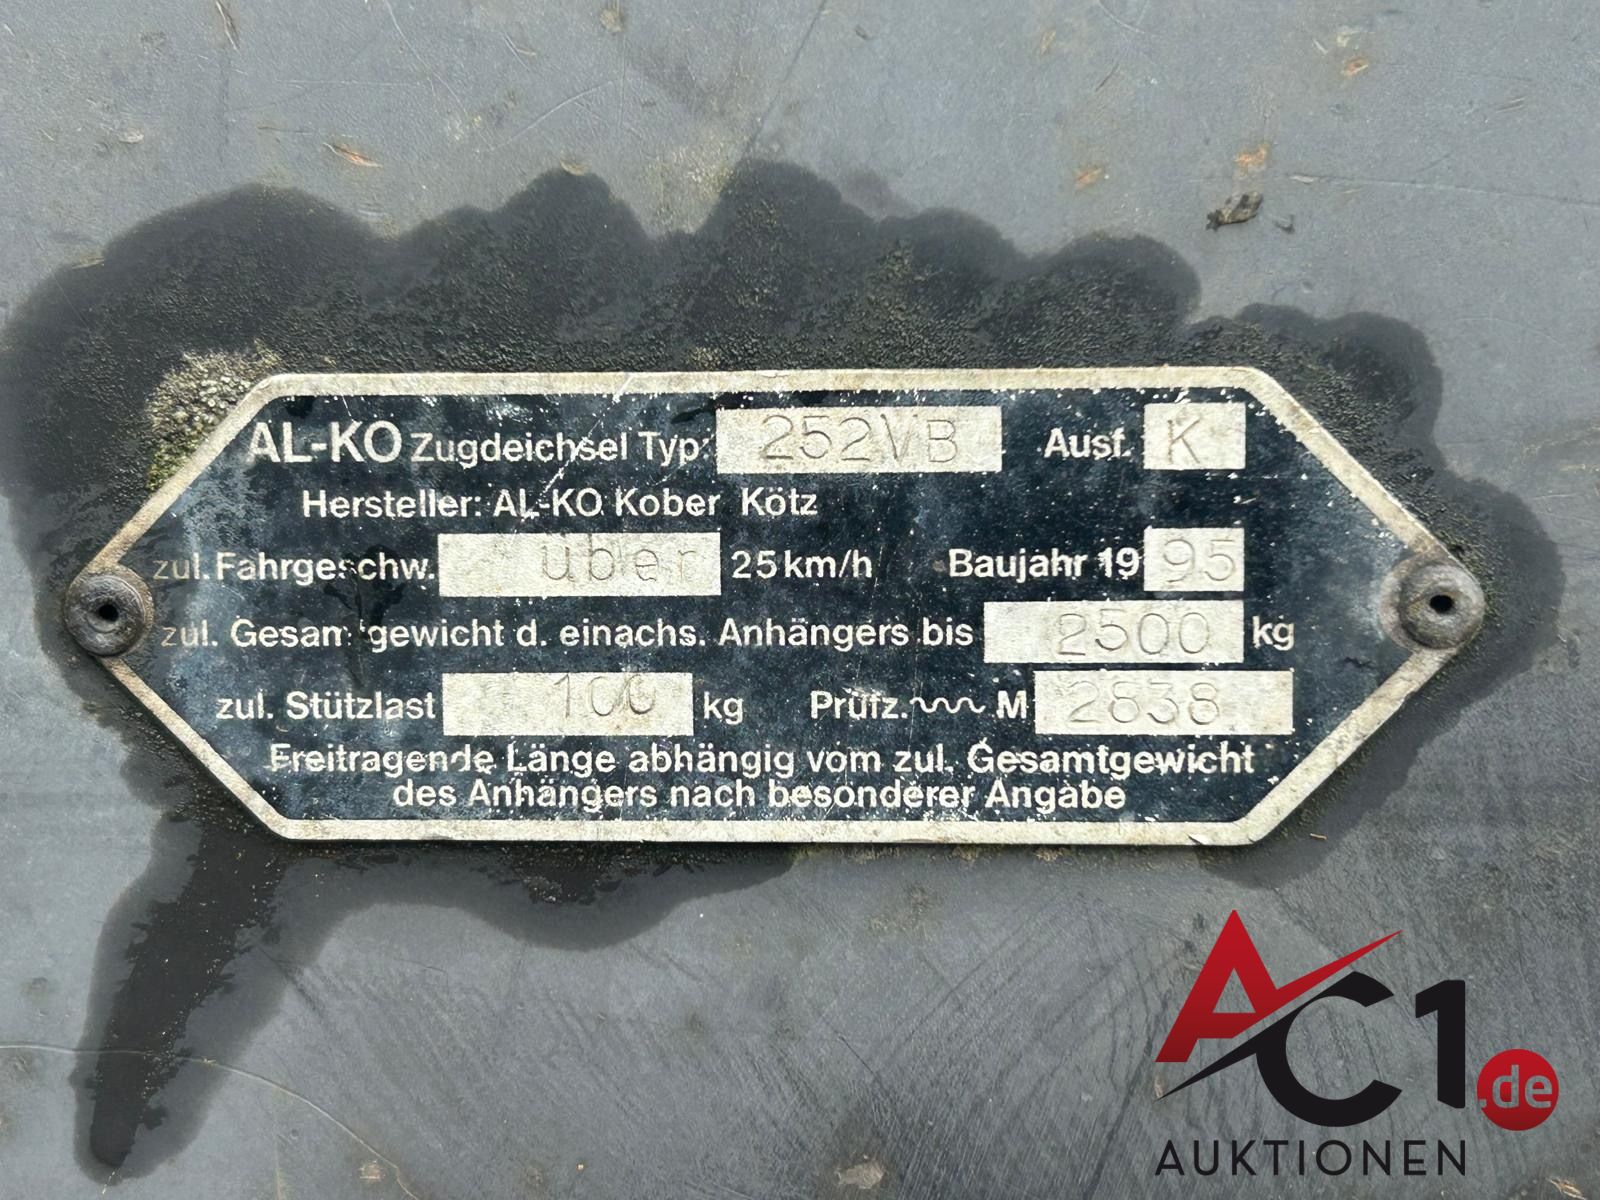 AL-KO Zugdeichsel Typ: 252VB Ausf. K
Hersteller: AL-KO Kober Kötz
zul. Fahrgeschw. über 25 km/h Baujahr 1995
zul. Gesamtgewicht d. einachs. Anhängers bis 2500 kg
zul. Stützlast 100 kg Prüfz. ~~~ M 2838
Freitragende Länge abhängig vom zul. Gesamtgewicht
des Anhängers nach besonderer Angabe
AC1.de
AUKTIONEN